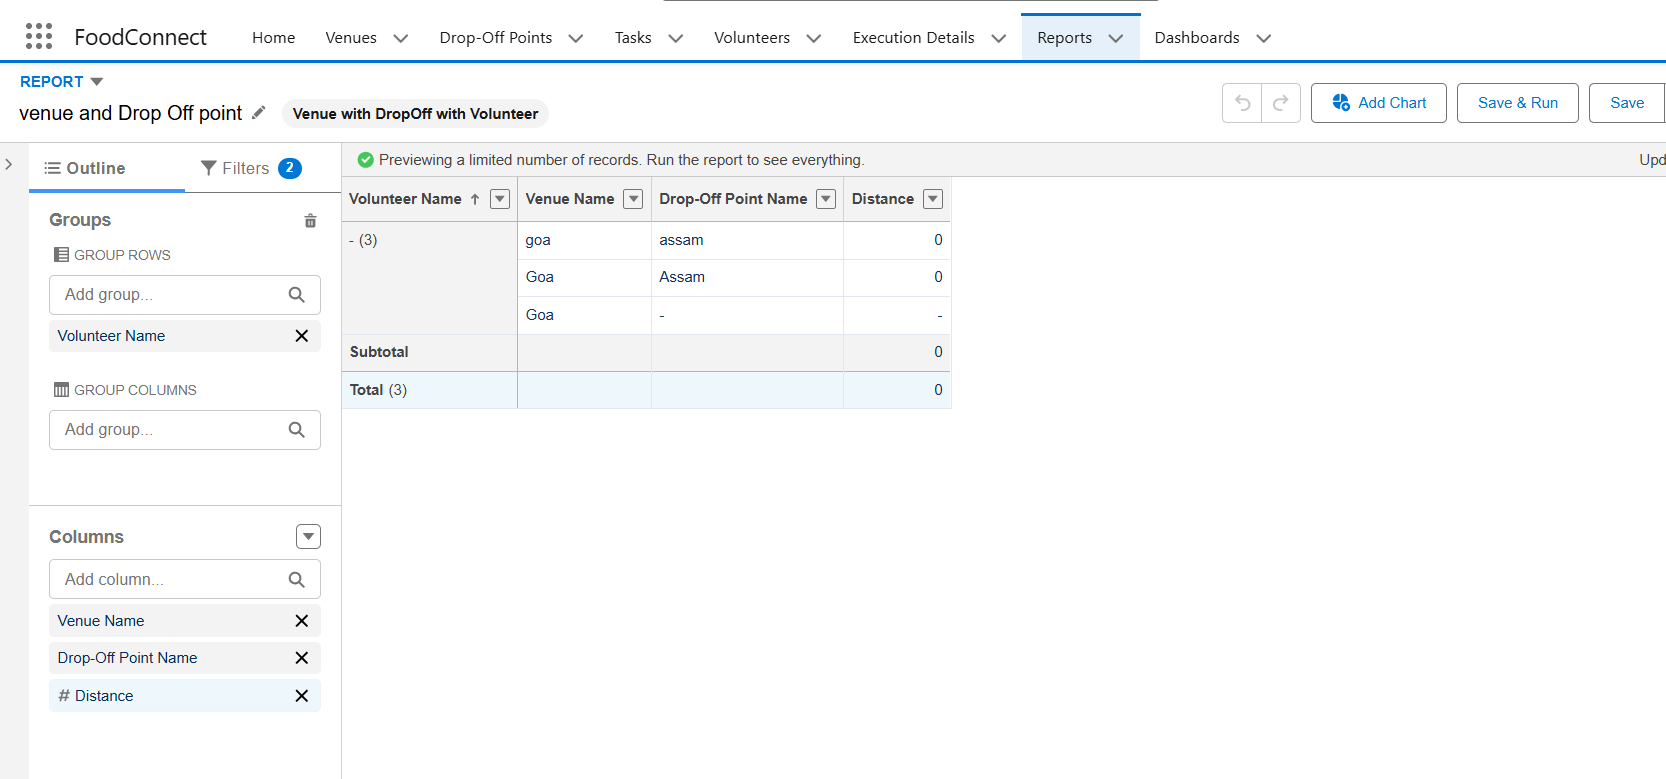 FoodConnect Home Venues Drop-Off Points Tasks Volunteers Execution Details Reports Dashboards
REPORT
venue and Drop Off point Venue with DropOff with Volunteer
Add Chart Save & Run Save
Outline Filters 2
Previewing a limited number of records. Run the report to see everything. Upd
Groups
GROUP ROWS
Add group...
Volunteer Name
GROUP COLUMNS
Add group...
Columns
Add column...
Venue Name
Drop-Off Point Name
# Distance
Volunteer Name Venue Name Drop-Off Point Name Distance
- (3) goa assam 0
Goa Assam 0
Goa - -
Subtotal 0
Total (3) 0